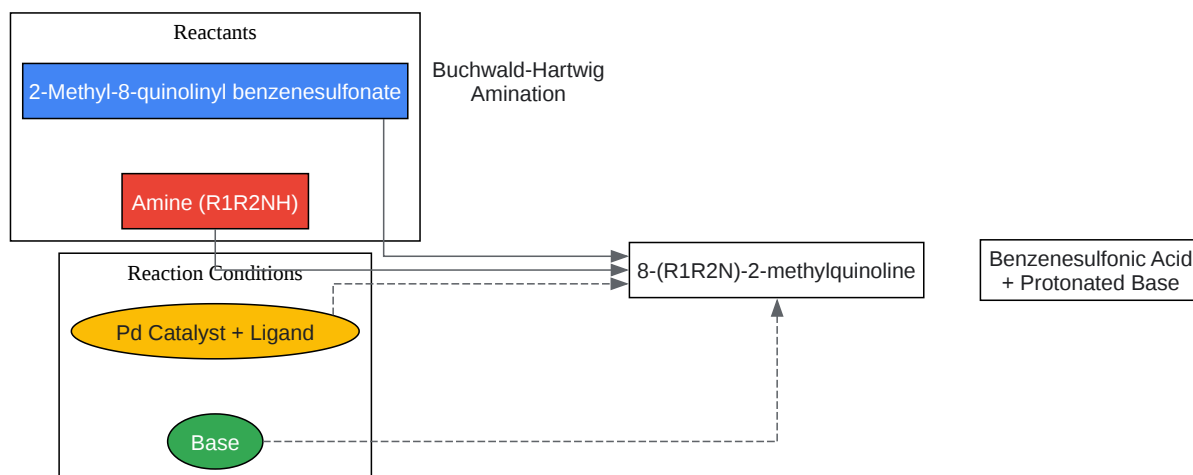 Reactants
2-Methyl-8-quinolinyl benzenesulfonate
Buchwald-Hartwig
Amination
Amine (R1R2NH)
Reaction Conditions
8-(R1R2N)-2-methylquinoline
Benzenesulfonic Acid
+ Protonated Base
Pd Catalyst + Ligand
Base